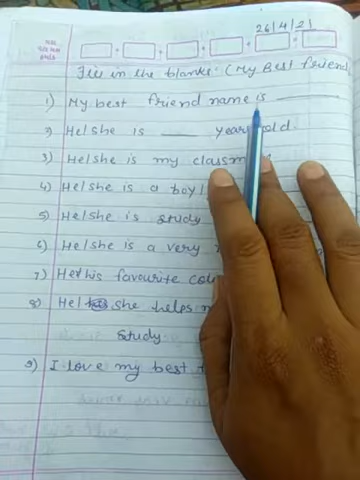 26/4/21
Fill in the blanks: (My Best friend
1) My best friend name is ______
2) He/she is ____ years old.
3) He/she is my classm
4) He/she is a boy/
5) He/she is study
6) He/she is a very
7) Her/his favourite col
8) He/ she helps
study.
9) I love my best